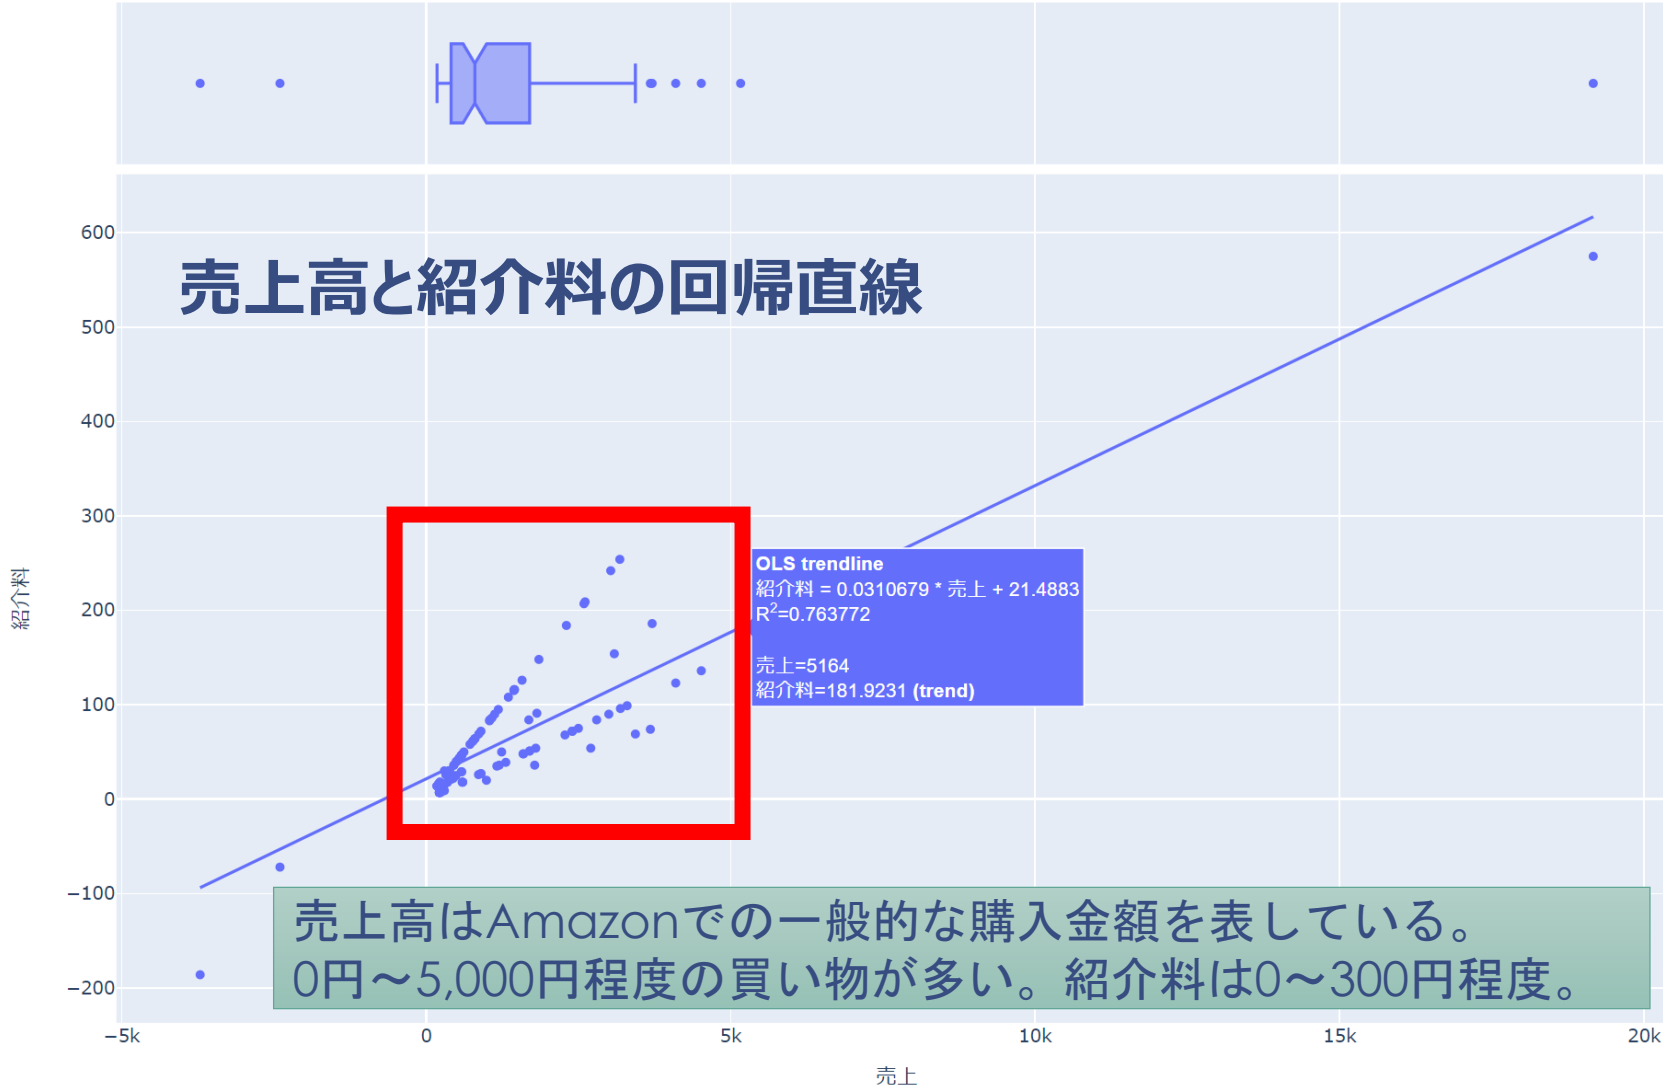 600
売上高と紹介料の回帰直線
500
400
300
200
100
0
−100
−200
紹介料
OLS trendline
紹介料 = 0.0310679 * 売上 + 21.4883
R²=0.763772
売上=5164
紹介料=181.9231 (trend)
売上高はAmazonでの一般的な購入金額を表している。
0円～5,000円程度の買い物が多い。紹介料は0～300円程度。
−5k 0 5k 10k 15k 20k
売上